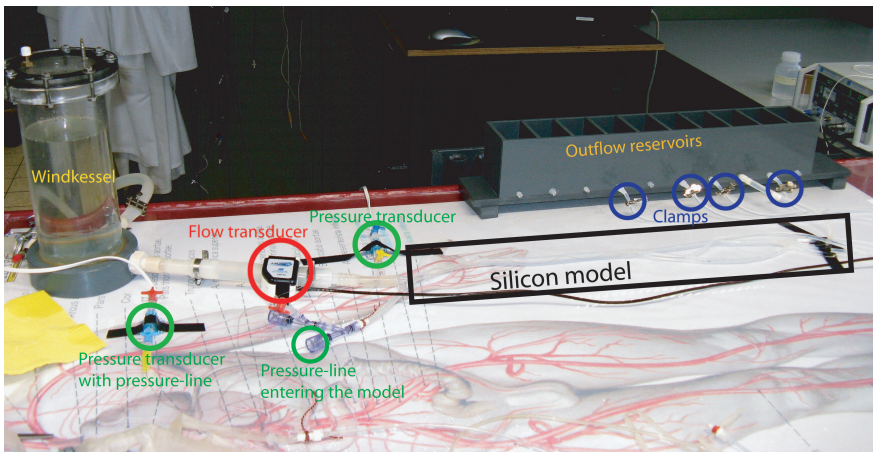 Outflow reservoirs
Windkessel
Pressure transducer
Clamps
Flow transducer
Silicon model
Pressure transducer
with pressure-line
Pressure-line
entering the model